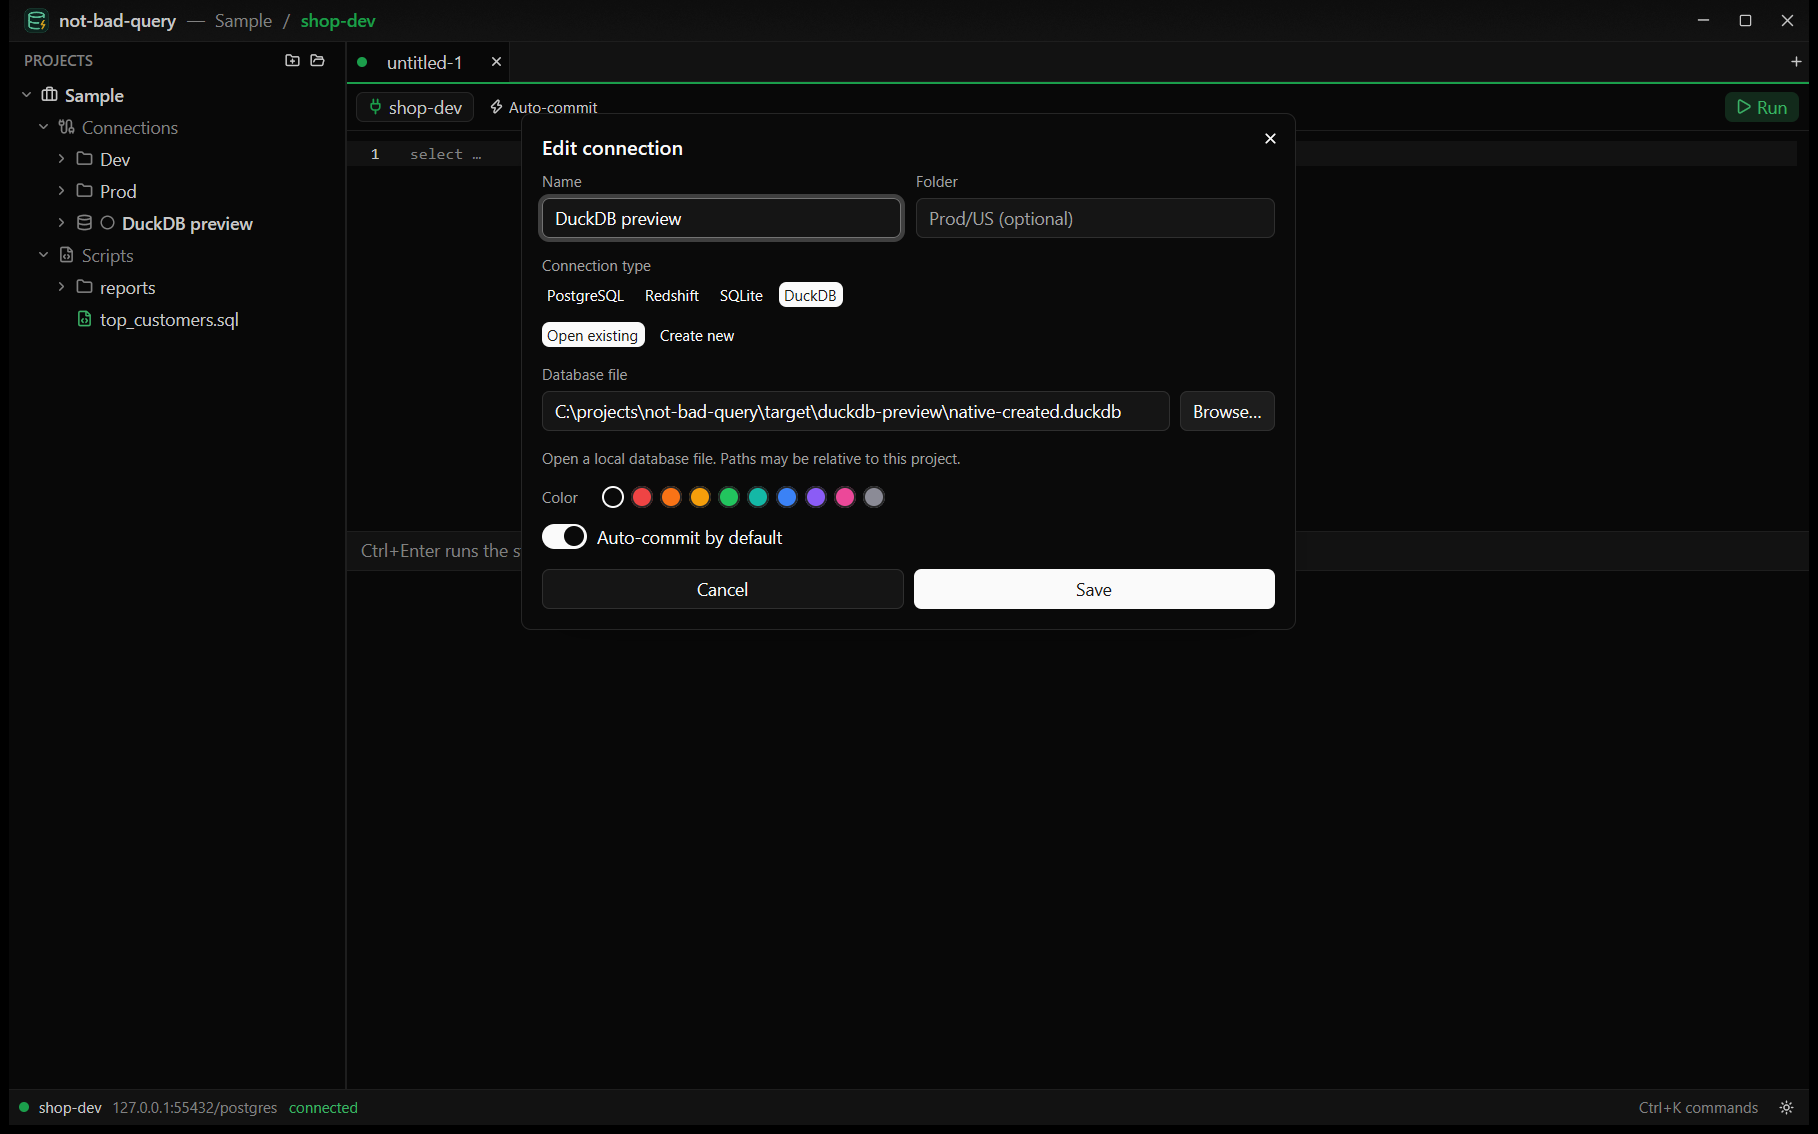 not-bad-query — Sample / shop-dev
PROJECTS
Sample
Connections
Dev
Prod
DuckDB preview
Scripts
reports
top_customers.sql
untitled-1
shop-dev
Auto-commit
Run
1 select …
Edit connection
Name
Folder
DuckDB preview
Prod/US (optional)
Connection type
PostgreSQL Redshift SQLite DuckDB
Open existing Create new
Database file
C:\projects\not-bad-query\target\duckdb-preview\native-created.duckdb
Browse...
Open a local database file. Paths may be relative to this project.
Color
Auto-commit by default
Cancel
Save
Ctrl+Enter runs the
shop-dev 127.0.0.1:55432/postgres connected
Ctrl+K commands